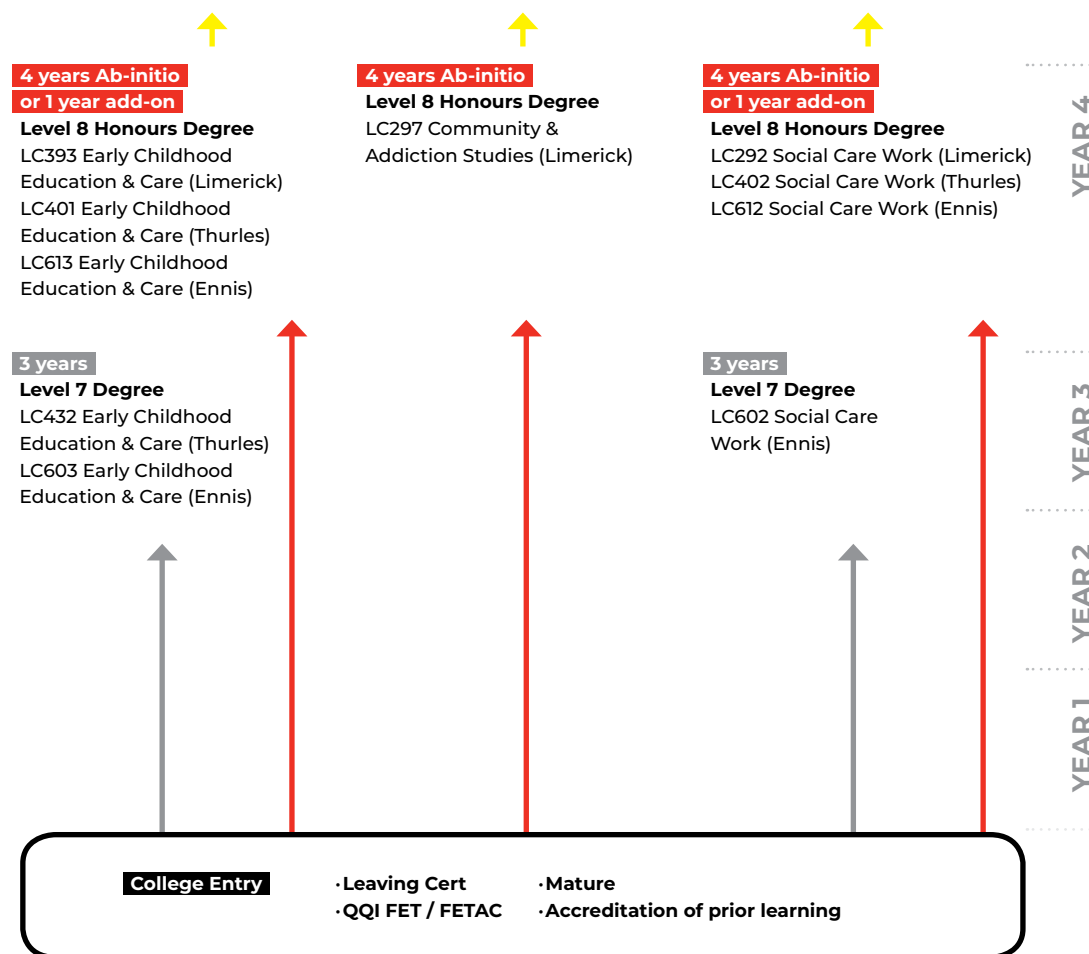 4 years Ab-initio
or 1 year add-on
Level 8 Honours Degree
LC393 Early Childhood
Education & Care (Limerick)
LC401 Early Childhood
Education & Care (Thurles)
LC613 Early Childhood
Education & Care (Ennis)
4 years Ab-initio
Level 8 Honours Degree
LC297 Community &
Addiction Studies (Limerick)
4 years Ab-initio
or 1 year add-on
Level 8 Honours Degree
LC292 Social Care Work (Limerick)
LC402 Social Care Work (Thurles)
LC612 Social Care Work (Ennis)
YEAR 4
3 years
Level 7 Degree
LC432 Early Childhood
Education & Care (Thurles)
LC603 Early Childhood
Education & Care (Ennis)
3 years
Level 7 Degree
LC602 Social Care
Work (Ennis)
YEAR 3
YEAR 2
YEAR 1
College Entry
·Leaving Cert
·QQI FET / FETAC
·Mature
·Accreditation of prior learning